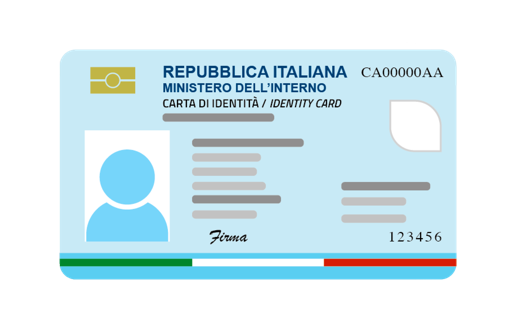 REPUBBLICA ITALIANA
CA00000AA
MINISTERO DELL'INTERNO
CARTA DI IDENTITÀ / IDENTITY CARD
Firma
123456